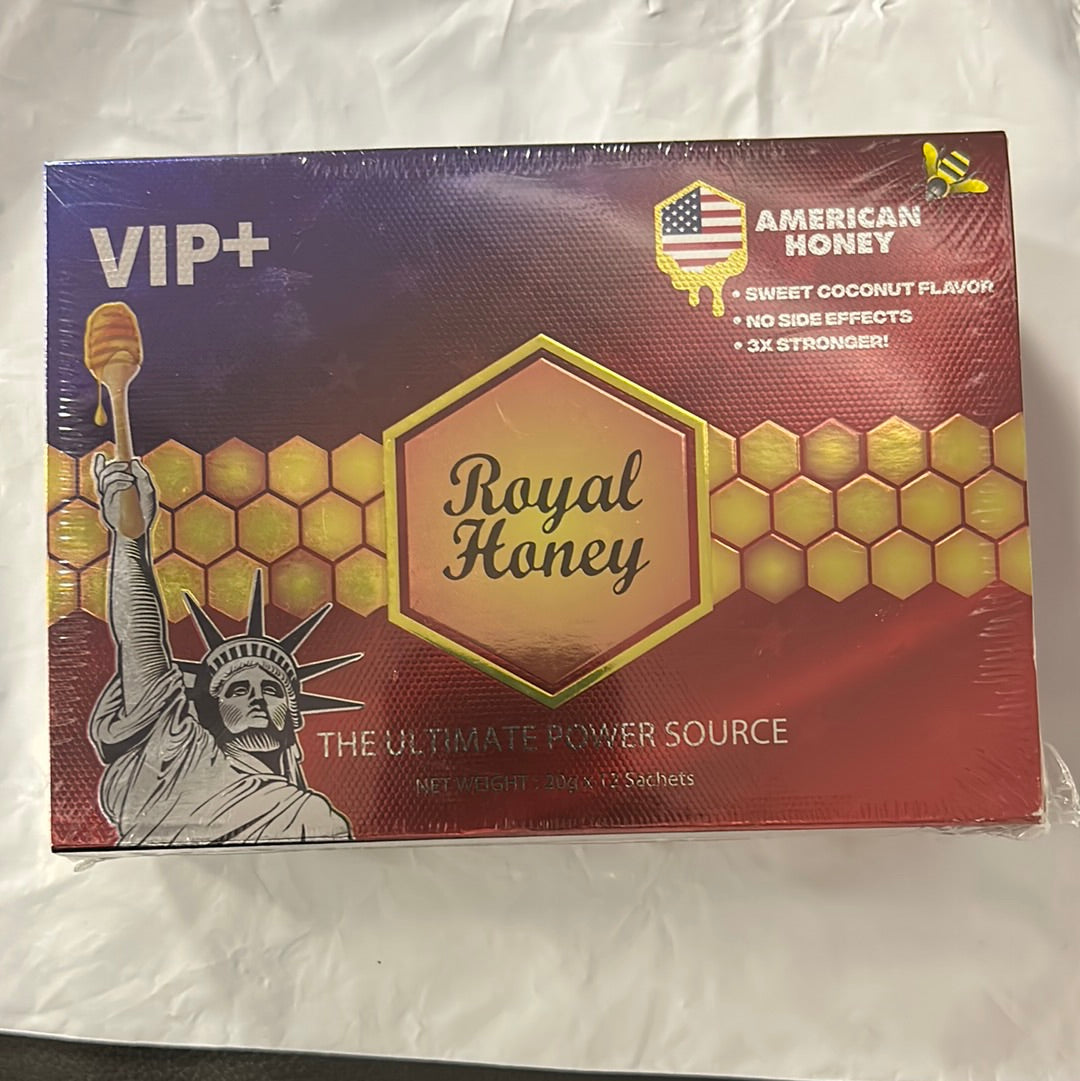 VIP+
AMERICAN
HONEY
• SWEET COCONUT FLAVOR
• NO SIDE EFFECTS
• 3X STRONGER!
Royal
Honey
THE ULTIMATE POWER SOURCE
NET WEIGHT : 20g x 12 Sachets